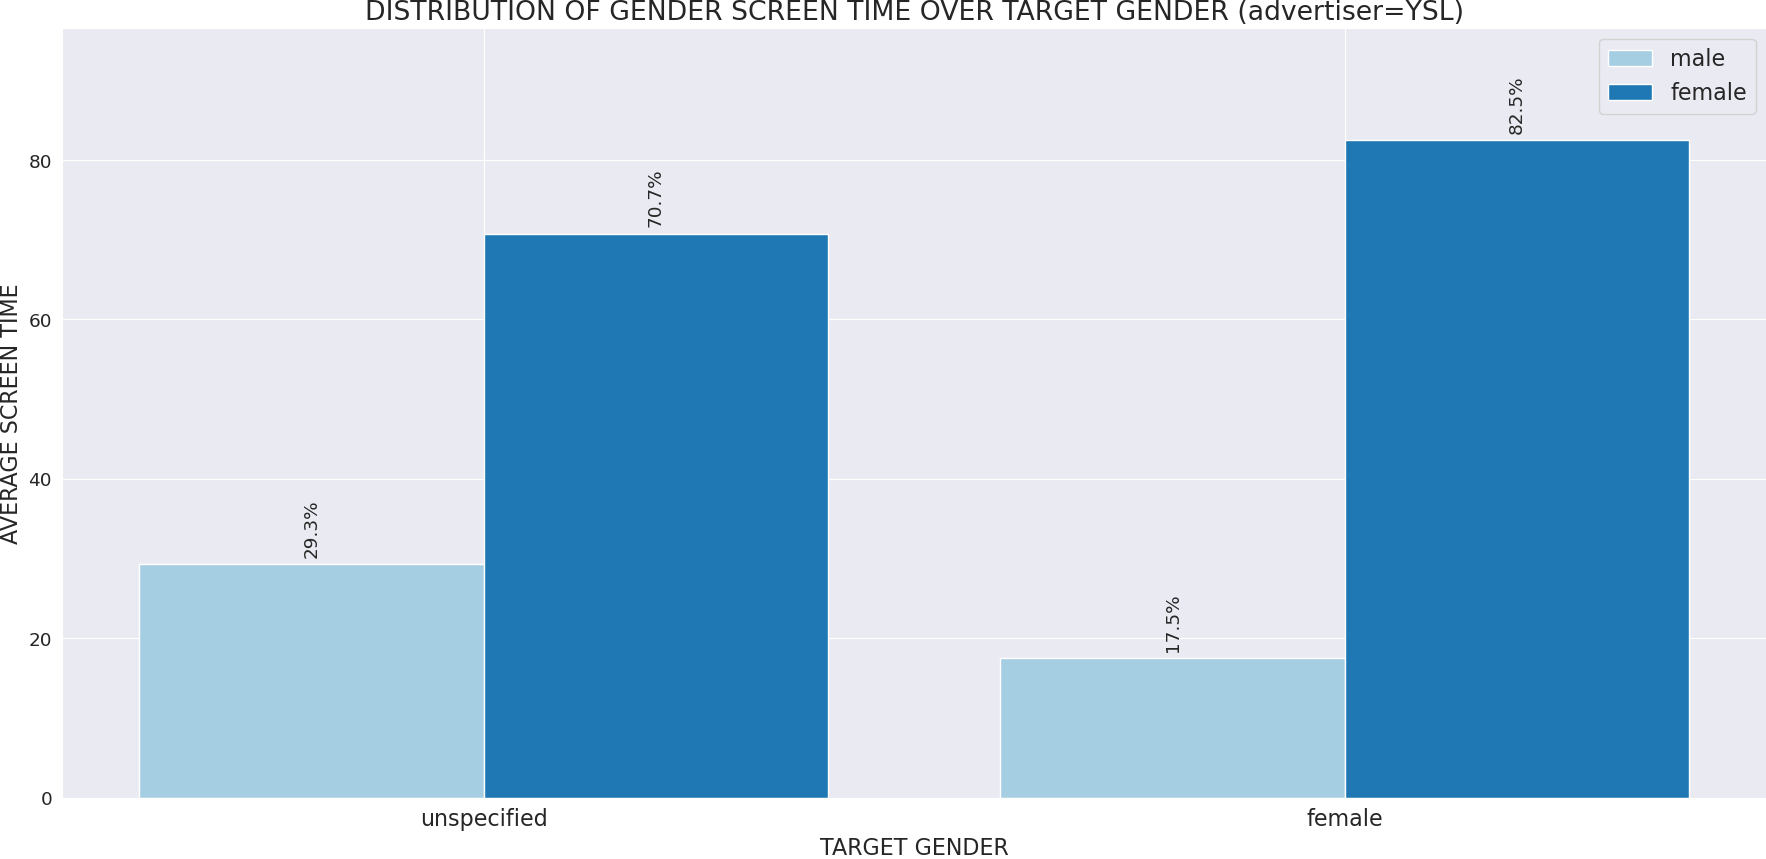 DISTRIBUTION OF GENDER SCREEN TIME OVER TARGET GENDER (advertiser=YSL)
male
female
82.5%
80
70.7%
60
AVERAGE SCREEN TIME
40
29.3%
20
17.5%
0
unspecified
female
TARGET GENDER